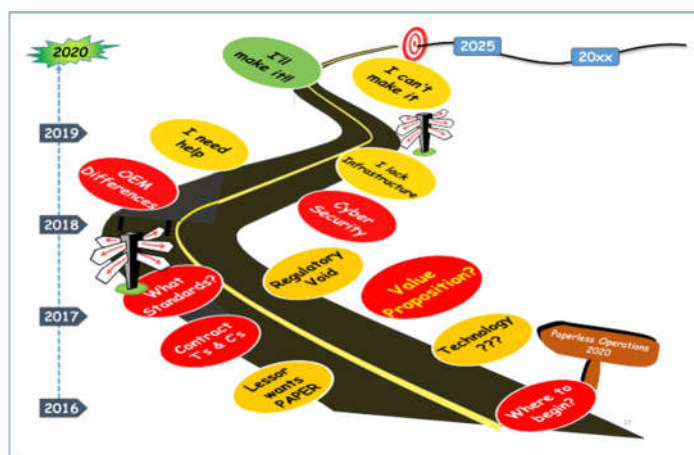 2020
I'll
make it!!
2025
20xx
I can't
make it
2019
I need
help
I lack
Infrastructure
OEM
Differences
Cyber
Security
2018
Regulatory
Void
What
Standards?
Value
Proposition?
2017
Contract
T's & C's
Technology
???
Paperless Operations
2020
Lessor
wants
PAPER
Where to
begin?
2016